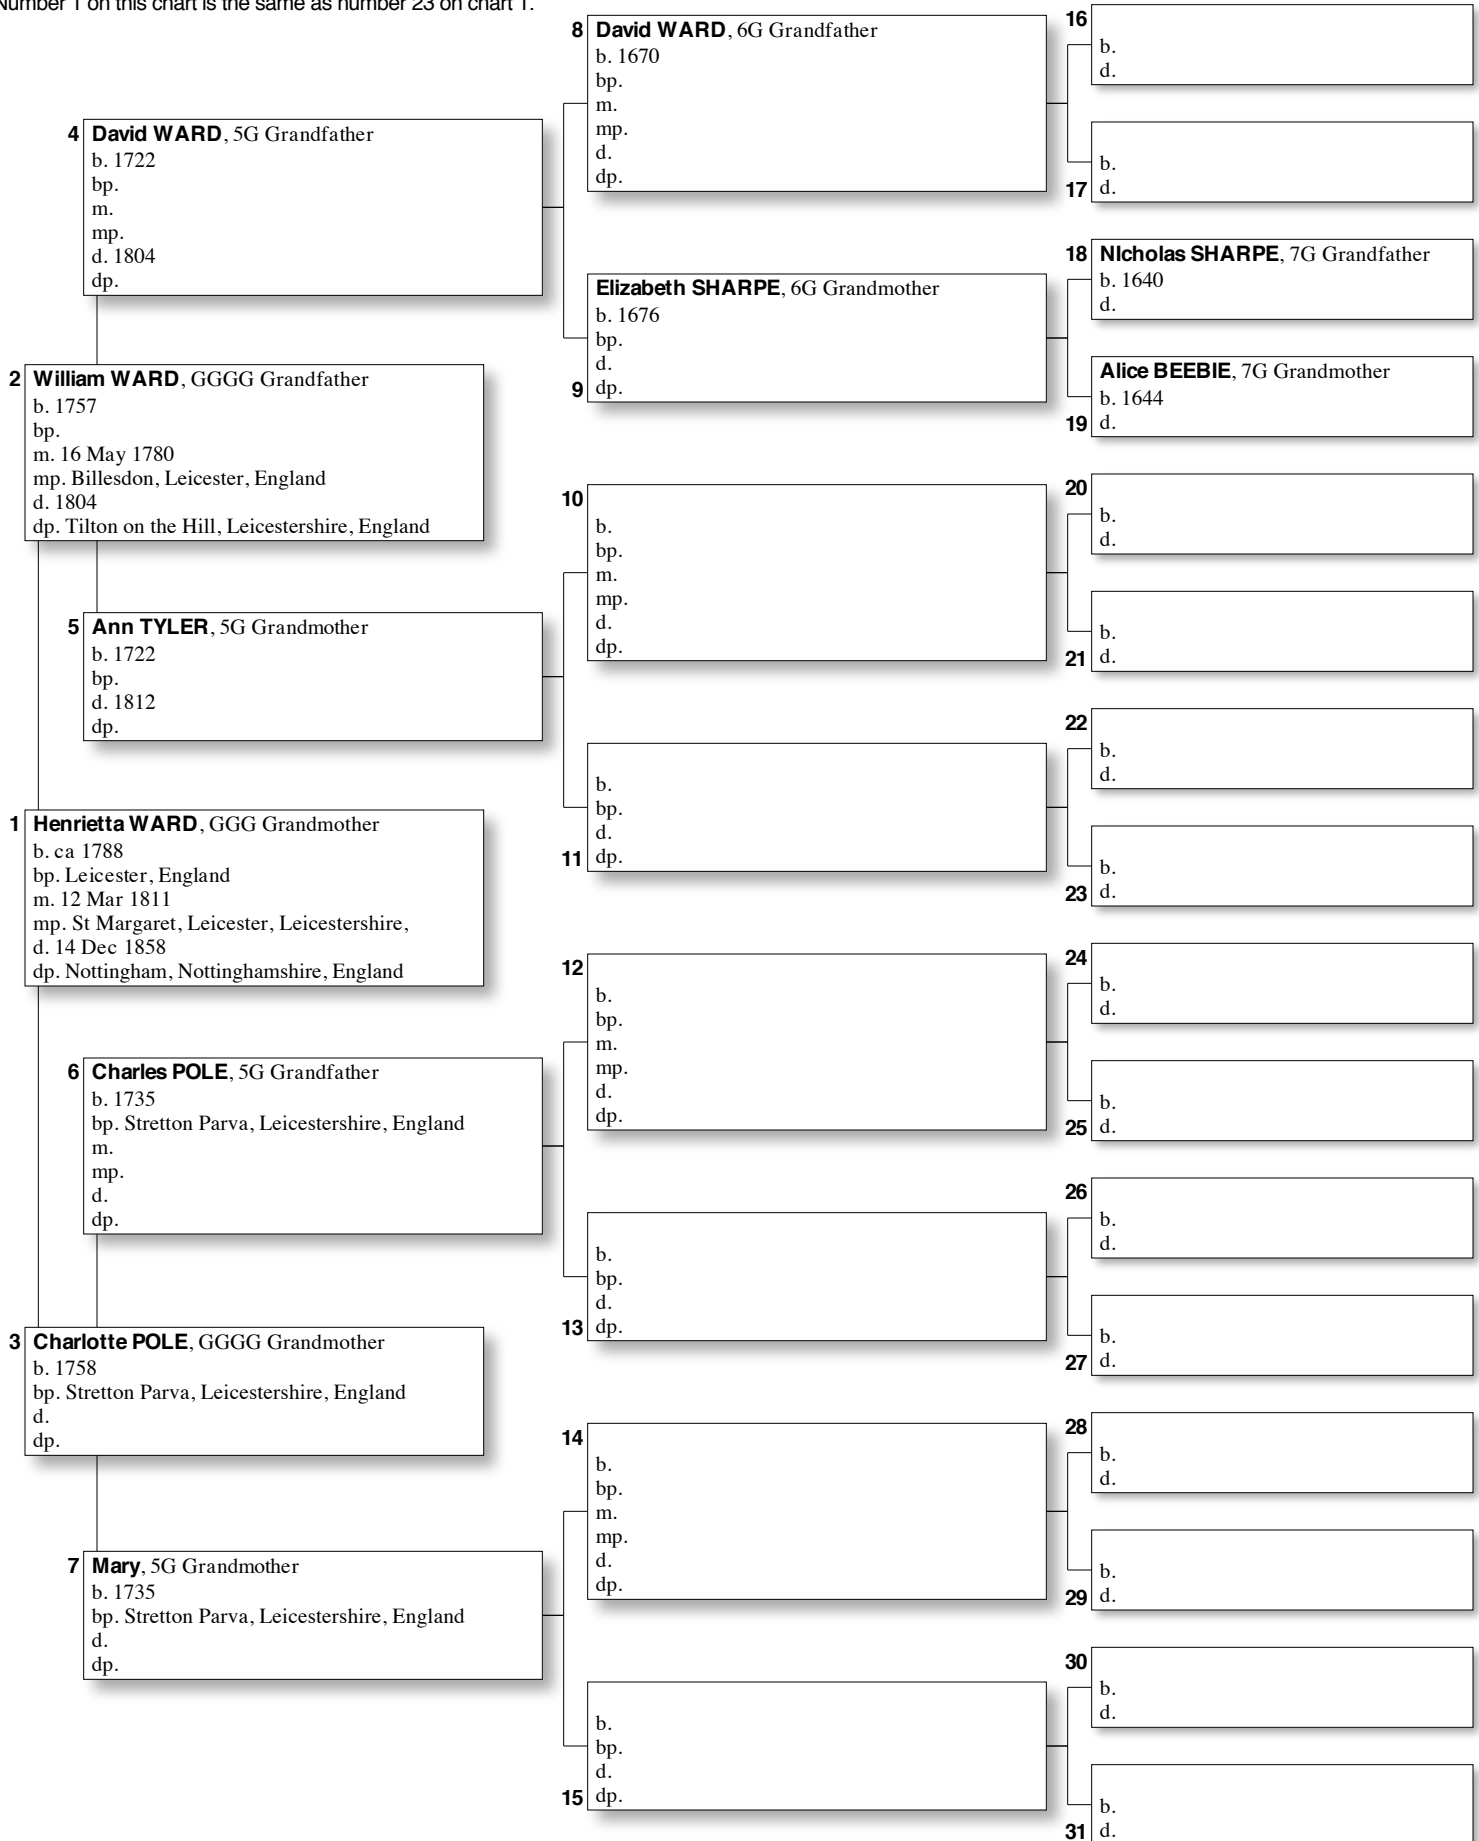 Number 1 on this chart is the same as number 23 on chart 1.
8 David WARD, 6G Grandfather
b. 1670
bp.
m.
mp.
d.
dp.
16
b.
d.
b.
17 d.
4 David WARD, 5G Grandfather
b. 1722
bp.
m.
mp.
d. 1804
dp.
Elizabeth SHARPE, 6G Grandmother
b. 1676
bp.
d.
9 dp.
18 NIcholas SHARPE, 7G Grandfather
b. 1640
d.
Alice BEEBIE, 7G Grandmother
b. 1644
19 d.
2 William WARD, GGGG Grandfather
b. 1757
bp.
m. 16 May 1780
mp. Billesdon, Leicester, England
d. 1804
dp. Tilton on the Hill, Leicestershire, England
10
b.
bp.
m.
mp.
d.
dp.
20
b.
d.
b.
21 d.
5 Ann TYLER, 5G Grandmother
b. 1722
bp.
d. 1812
dp.
b.
bp.
d.
11 dp.
22
b.
d.
b.
23 d.
1 Henrietta WARD, GGG Grandmother
b. ca 1788
bp. Leicester, England
m. 12 Mar 1811
mp. St Margaret, Leicester, Leicestershire,
d. 14 Dec 1858
dp. Nottingham, Nottinghamshire, England
12
b.
bp.
m.
mp.
d.
dp.
24
b.
d.
b.
25 d.
6 Charles POLE, 5G Grandfather
b. 1735
bp. Stretton Parva, Leicestershire, England
m.
mp.
d.
dp.
b.
bp.
d.
13 dp.
26
b.
d.
b.
27 d.
3 Charlotte POLE, GGGG Grandmother
b. 1758
bp. Stretton Parva, Leicestershire, England
d.
dp.
14
b.
bp.
m.
mp.
d.
dp.
28
b.
d.
b.
29 d.
7 Mary, 5G Grandmother
b. 1735
bp. Stretton Parva, Leicestershire, England
d.
dp.
b.
bp.
d.
15 dp.
30
b.
d.
b.
31 d.